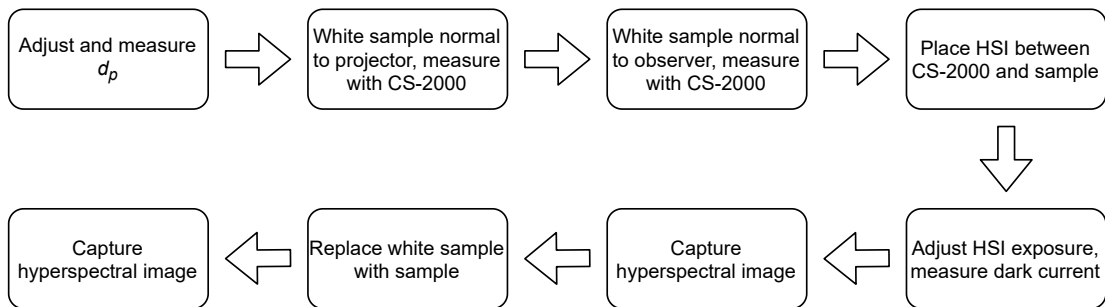 Adjust and measure
dp
White sample normal
to projector, measure
with CS-2000
White sample normal
to observer, measure
with CS-2000
Place HSI between
CS-2000 and sample
Adjust HSI exposure,
measure dark current
Capture
hyperspectral image
Replace white sample
with sample
Capture
hyperspectral image